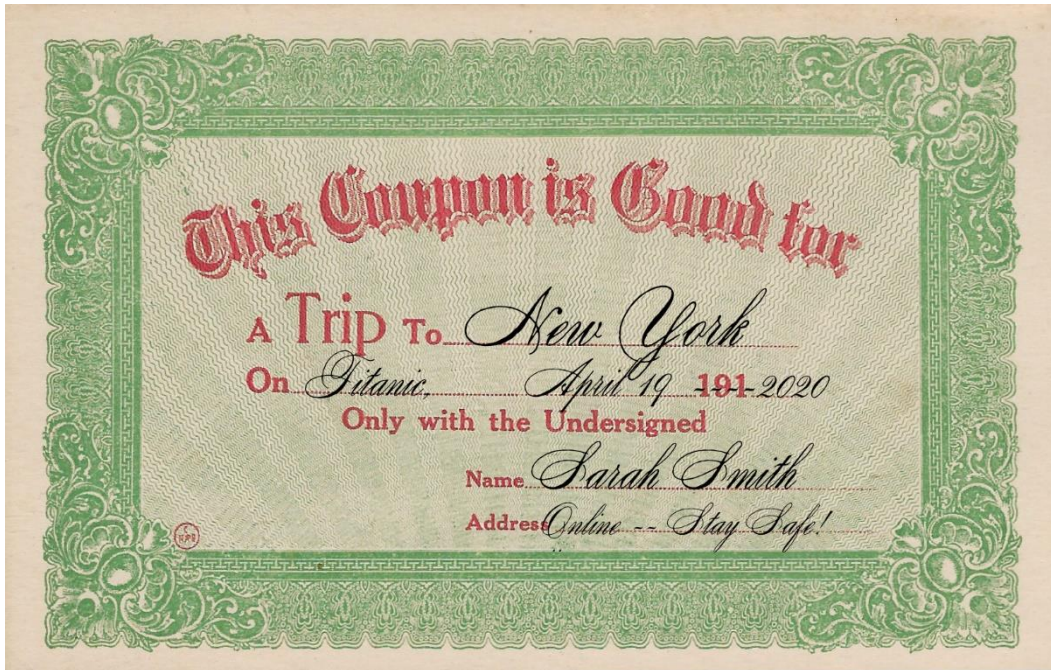 This Coupon is Good for
A Trip To New York
On Titanic, April 19 191-2020
Only with the Undersigned
Name Sarah Smith
Address Online -- Stay Safe!